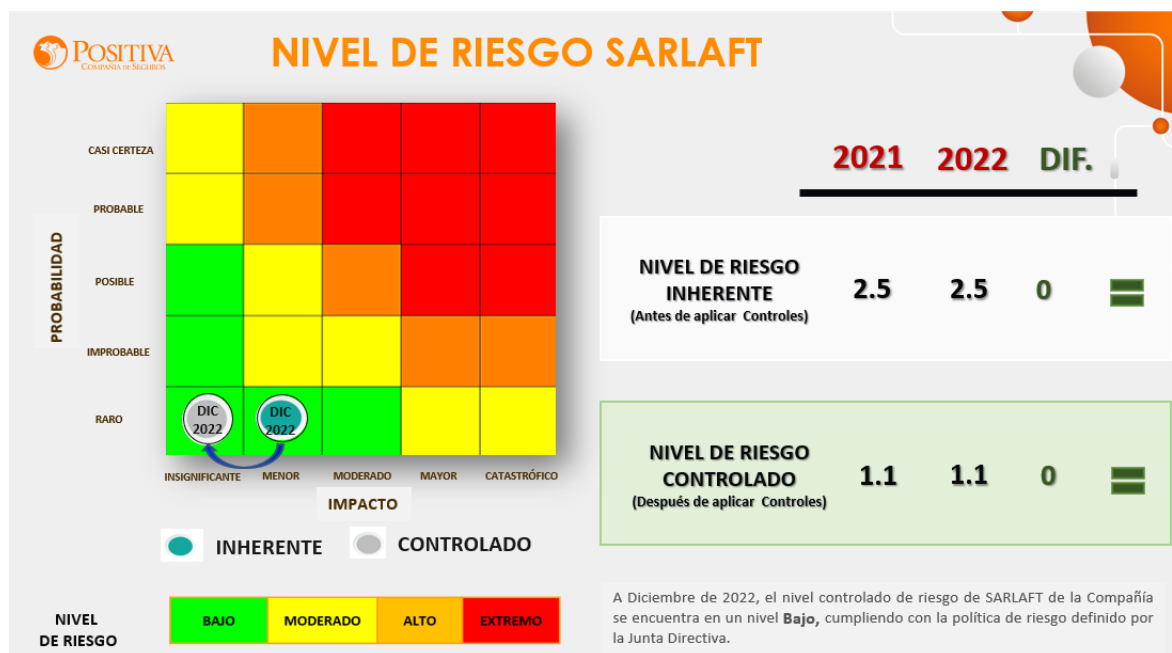 POSITIVA
COMPAÑIA DE SEGUROS
NIVEL DE RIESGO SARLAFT
PROBABILIDAD
CASI CERTEZA
PROBABLE
POSIBLE
IMPROBABLE
RARO
DIC
2022
DIC
2022
INSIGNIFICANTE MENOR MODERADO MAYOR CATASTRÓFICO
IMPACTO
INHERENTE CONTROLADO
NIVEL
DE RIESGO
BAJO MODERADO ALTO EXTREMO
2021 2022 DIF.
NIVEL DE RIESGO
INHERENTE
(Antes de aplicar Controles)
2.5 2.5 0
NIVEL DE RIESGO
CONTROLADO
(Después de aplicar Controles)
1.1 1.1 0
A Diciembre de 2022, el nivel controlado de riesgo de SARLAFT de la Compañía
se encuentra en un nivel Bajo, cumpliendo con la política de riesgo definido por
la Junta Directiva.